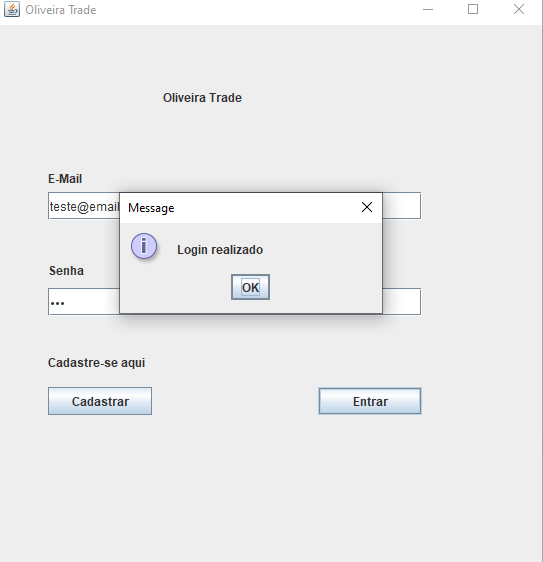 Oliveira Trade
Oliveira Trade
E-Mail
teste@email
Message
Login realizado
OK
Senha
•••
Cadastre-se aqui
Cadastrar
Entrar